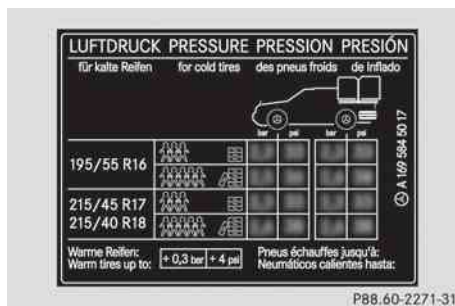 LUFTDRUCK PRESSURE PRESSION PRESIÓN
für kalte Reifen for cold tires des pneus froids de inflado
bar psi bar psi
195/55 R16
215/45 R17
215/40 R18
A 169 584 50 17
Warme Reifen: Pneus échauffes jusqu'à:
Warm tires up to: + 0,3 bar + 4 psi Neumáticos calientes hasta:
P88.60-2271-31